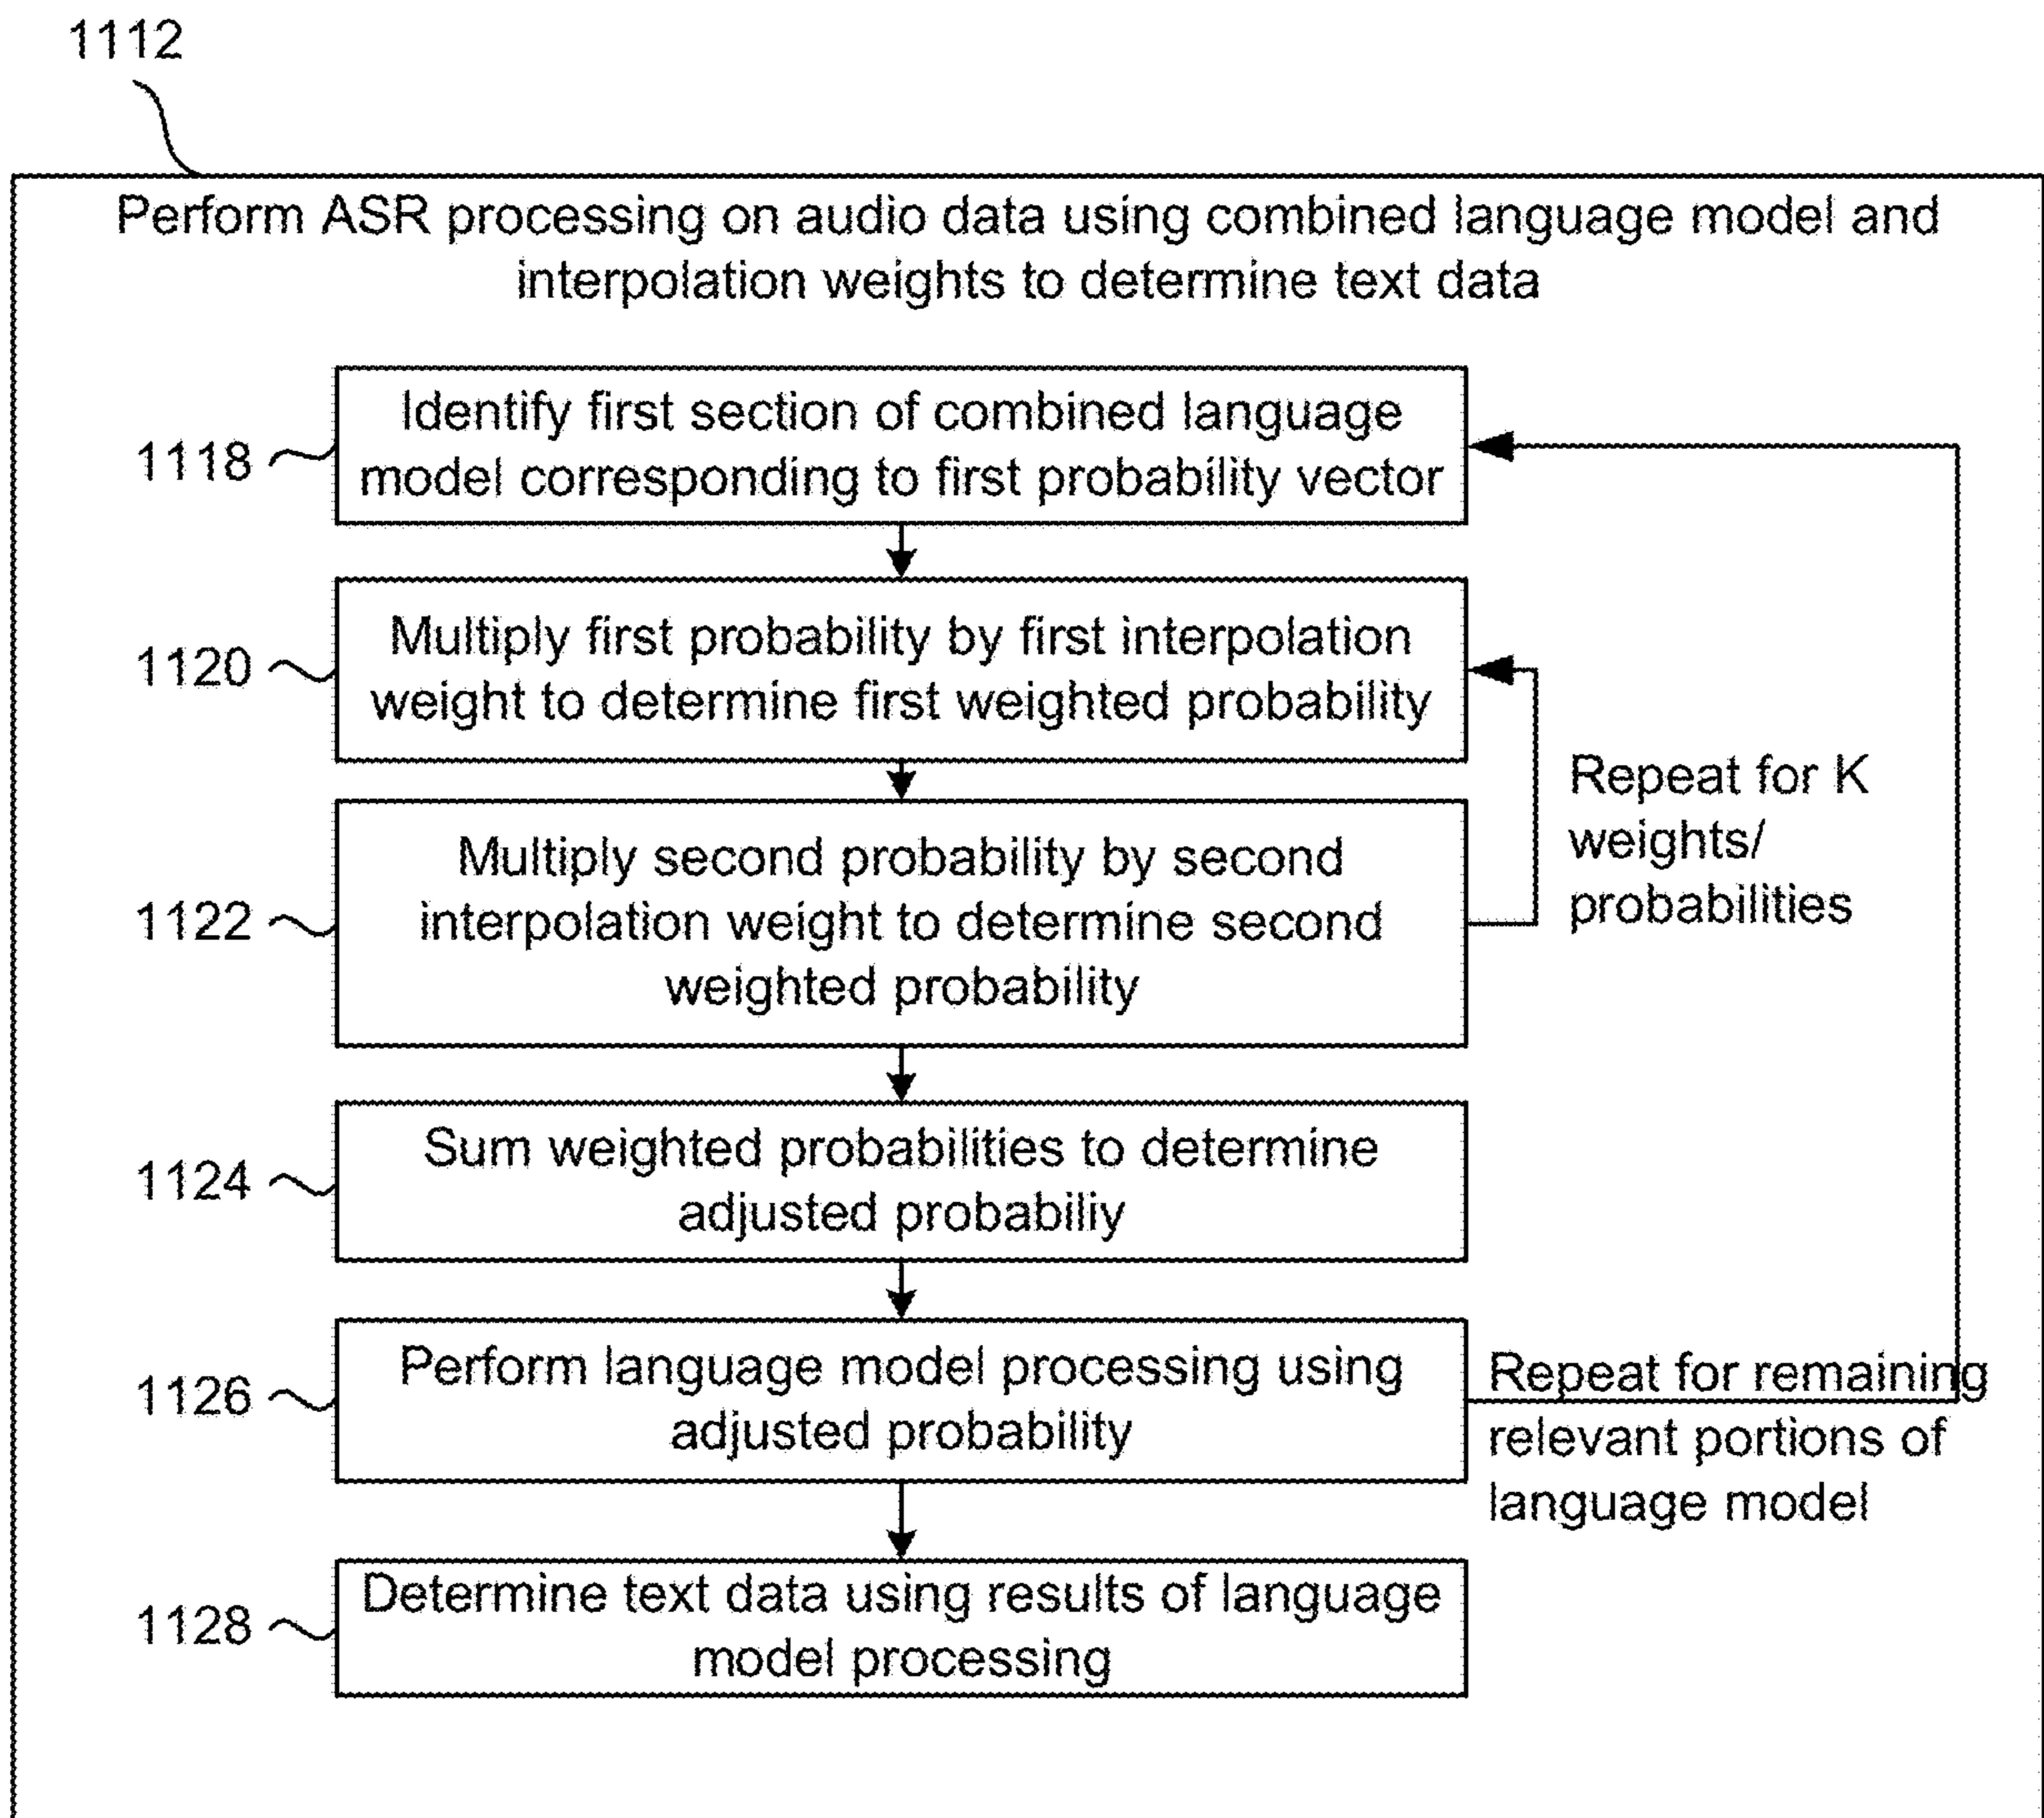 1112
Perform ASR processing on audio data using combined language model and
interpolation weights to determine text data
1118
Identify first section of combined language
model corresponding to first probability vector
1120
Multiply first probability by first interpolation
weight to determine first weighted probability
Repeat for K
weights/
probabilities
1122
Multiply second probability by second
interpolation weight to determine second
weighted probability
1124
Sum weighted probabilities to determine
adjusted probabiliy
1126
Perform language model processing using
adjusted probability
Repeat for remaining
relevant portions of
language model
1128
Determine text data using results of language
model processing